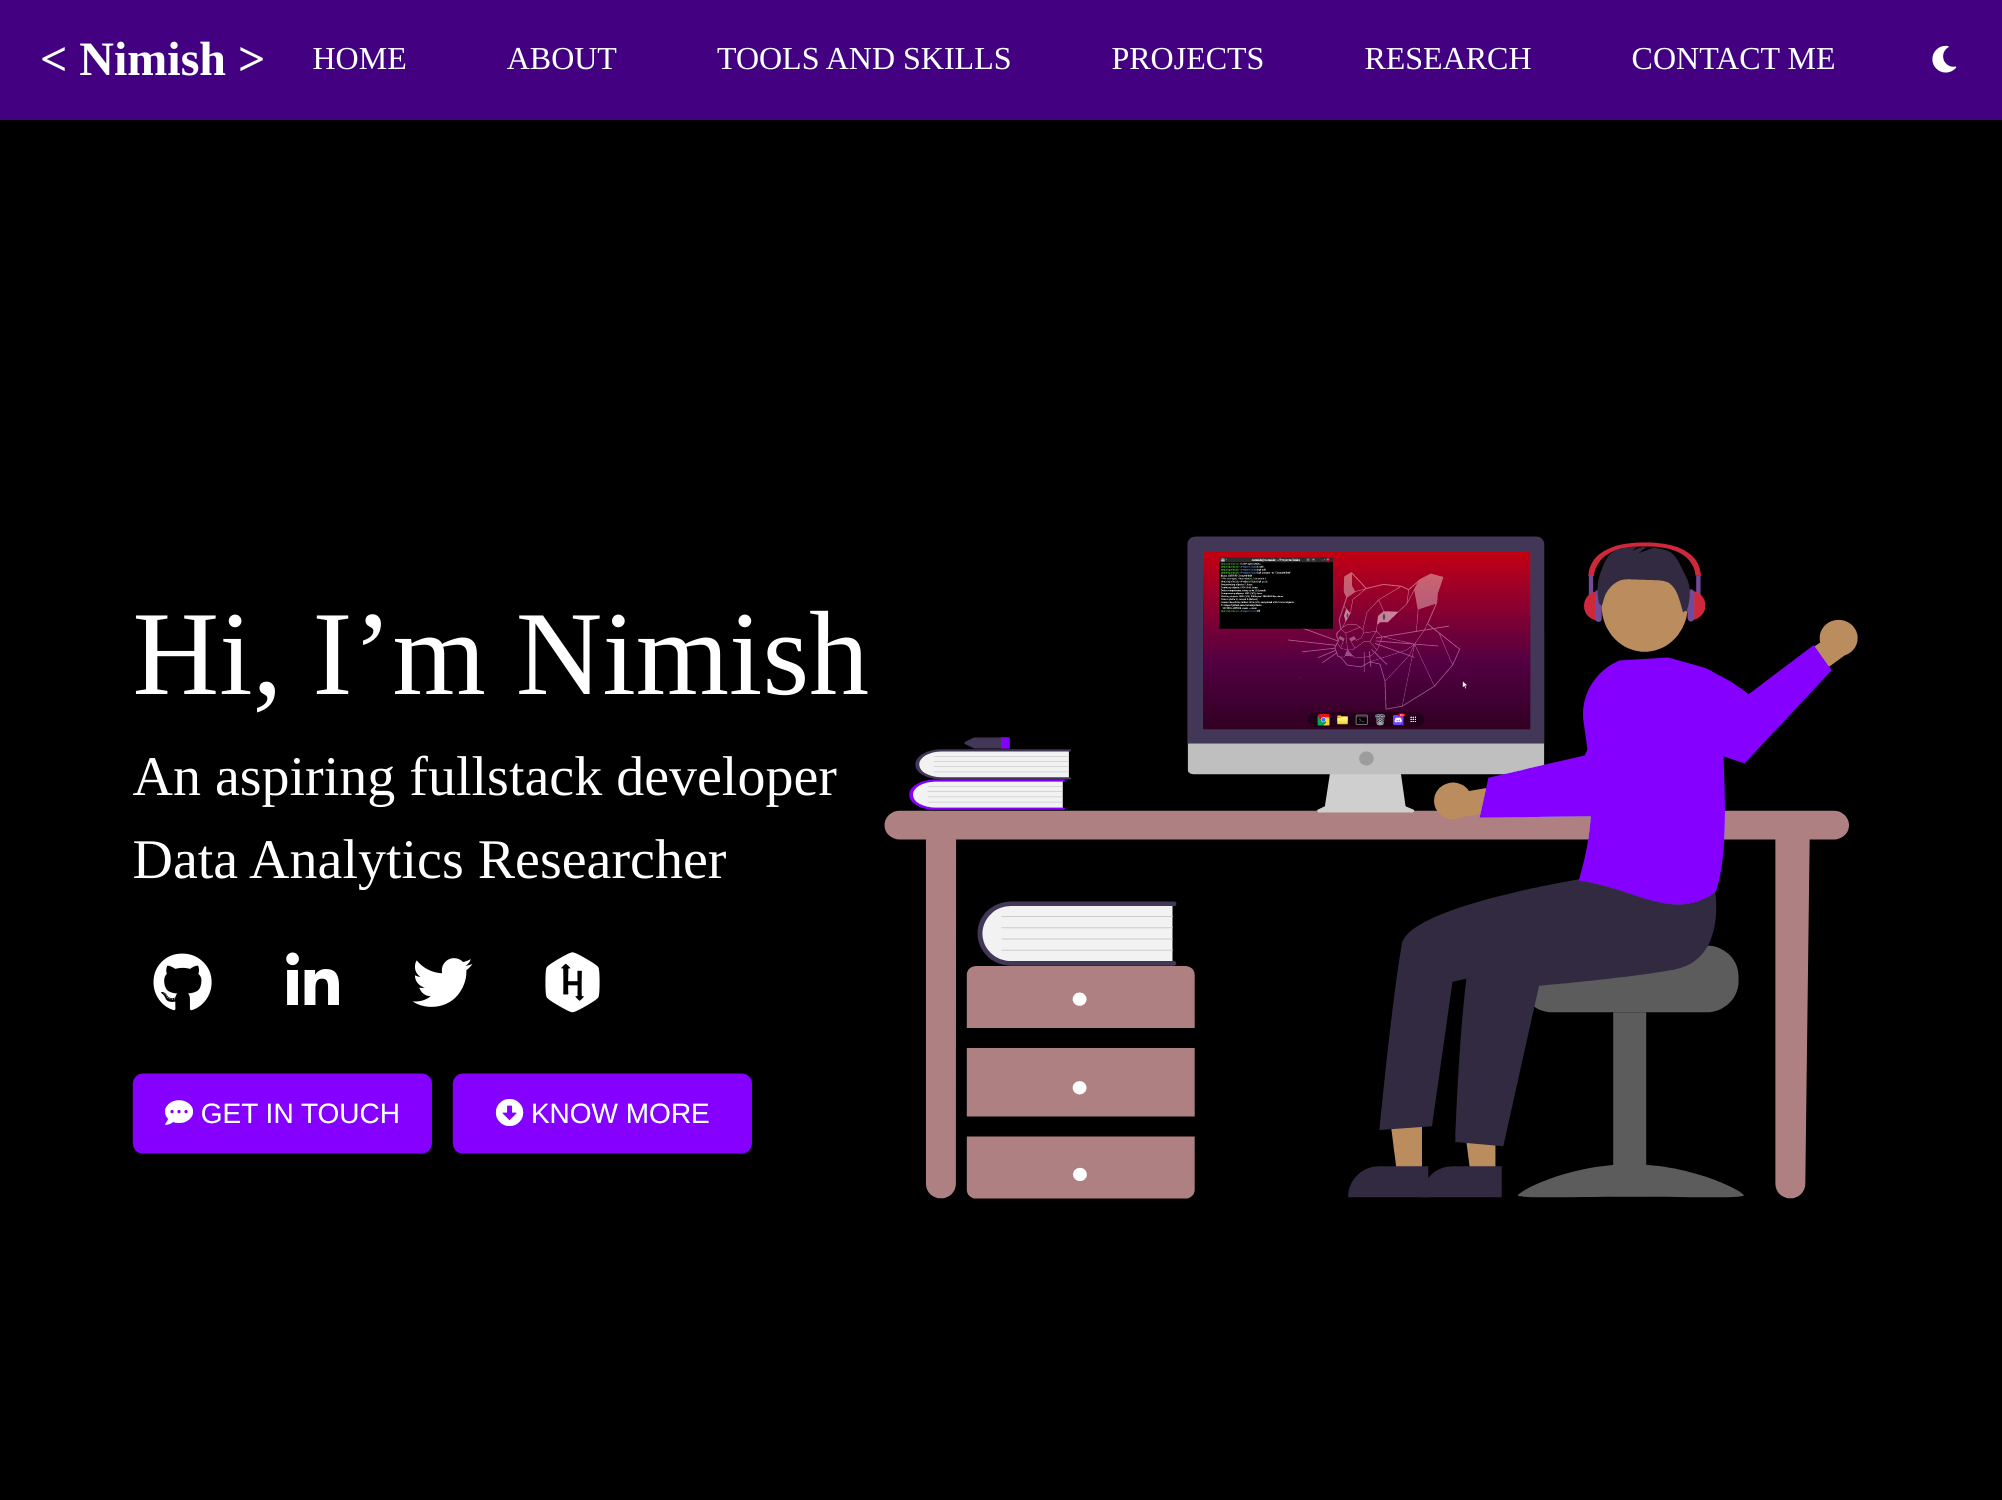 < Nimish > HOME ABOUT TOOLS AND SKILLS PROJECTS RESEARCH CONTACT ME
Hi, I’m Nimish
An aspiring fullstack developer
Data Analytics Researcher
GET IN TOUCH KNOW MORE